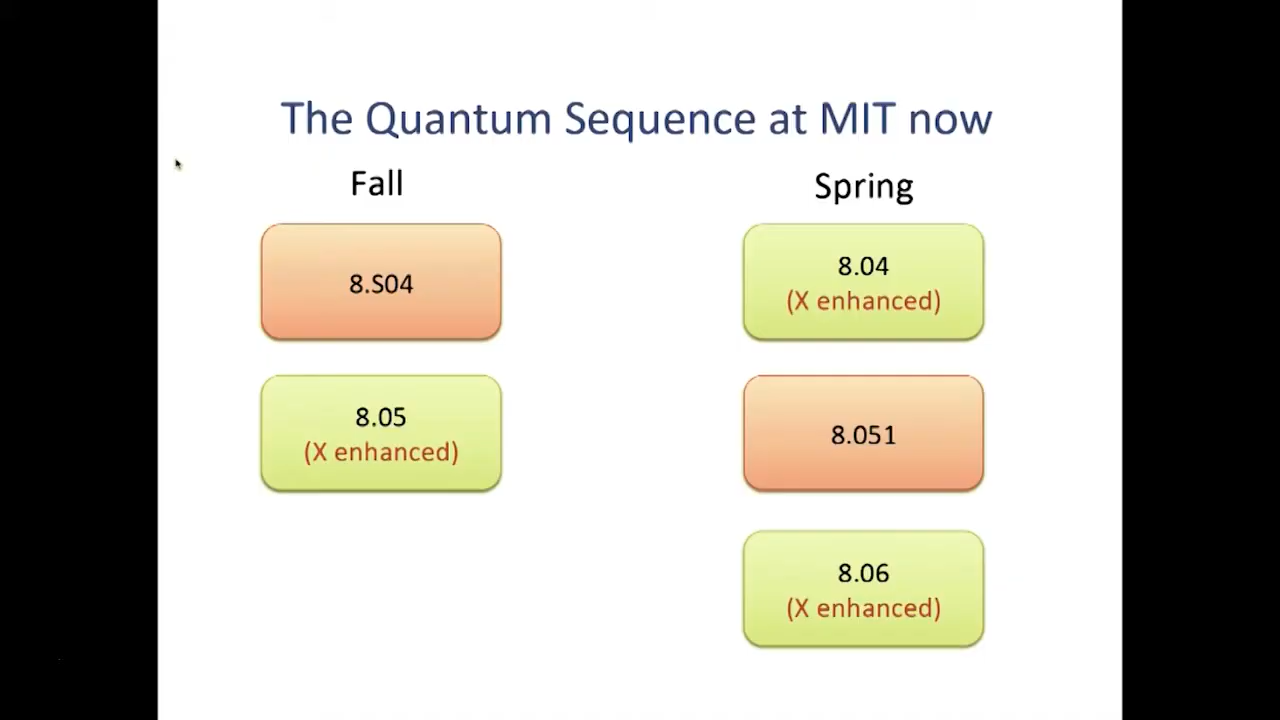 The Quantum Sequence at MIT now
Fall
Spring
8.S04
8.04
(X enhanced)
8.05
(X enhanced)
8.051
8.06
(X enhanced)